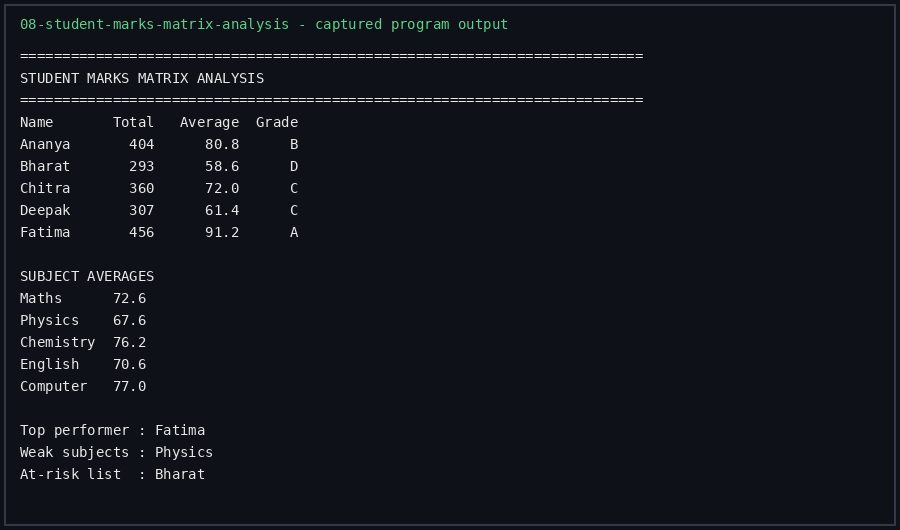 08-student-marks-matrix-analysis - captured program output
==========================================================================
STUDENT MARKS MATRIX ANALYSIS
==========================================================================
Name       Total   Average  Grade
Ananya       404      80.8      B
Bharat       293      58.6      D
Chitra       360      72.0      C
Deepak       307      61.4      C
Fatima       456      91.2      A

SUBJECT AVERAGES
Maths      72.6
Physics    67.6
Chemistry  76.2
English    70.6
Computer   77.0

Top performer : Fatima
Weak subjects : Physics
At-risk list  : Bharat